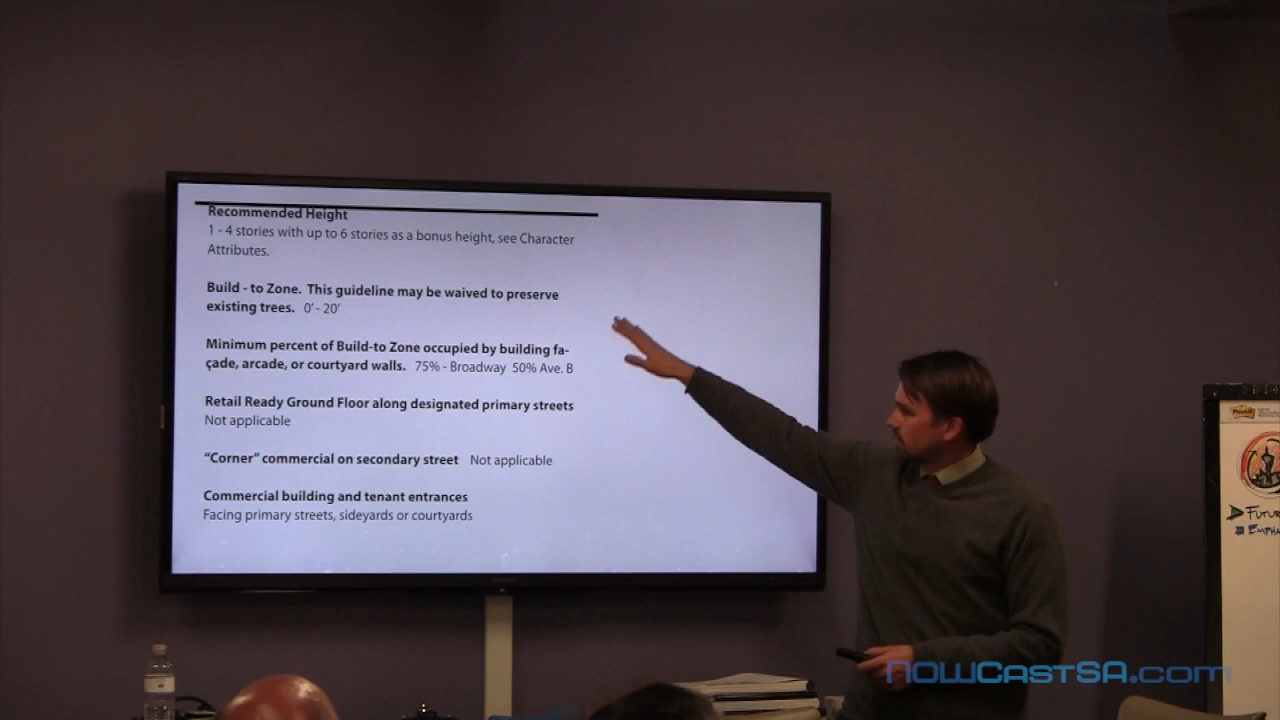 Recommended Height
1 - 4 stories with up to 6 stories as a bonus height, see Character
Attributes.
Build - to Zone. This guideline may be waived to preserve
existing trees. 0' - 20'
Minimum percent of Build-to Zone occupied by building fa-
çade, arcade, or courtyard walls. 75% - Broadway 50% Ave. B
Retail Ready Ground Floor along designated primary streets
Not applicable
“Corner” commercial on secondary street Not applicable
Commercial building and tenant entrances
Facing primary streets, sideyards or courtyards
Post-it
FUTUR
EMPHA
NOWCastSA.com